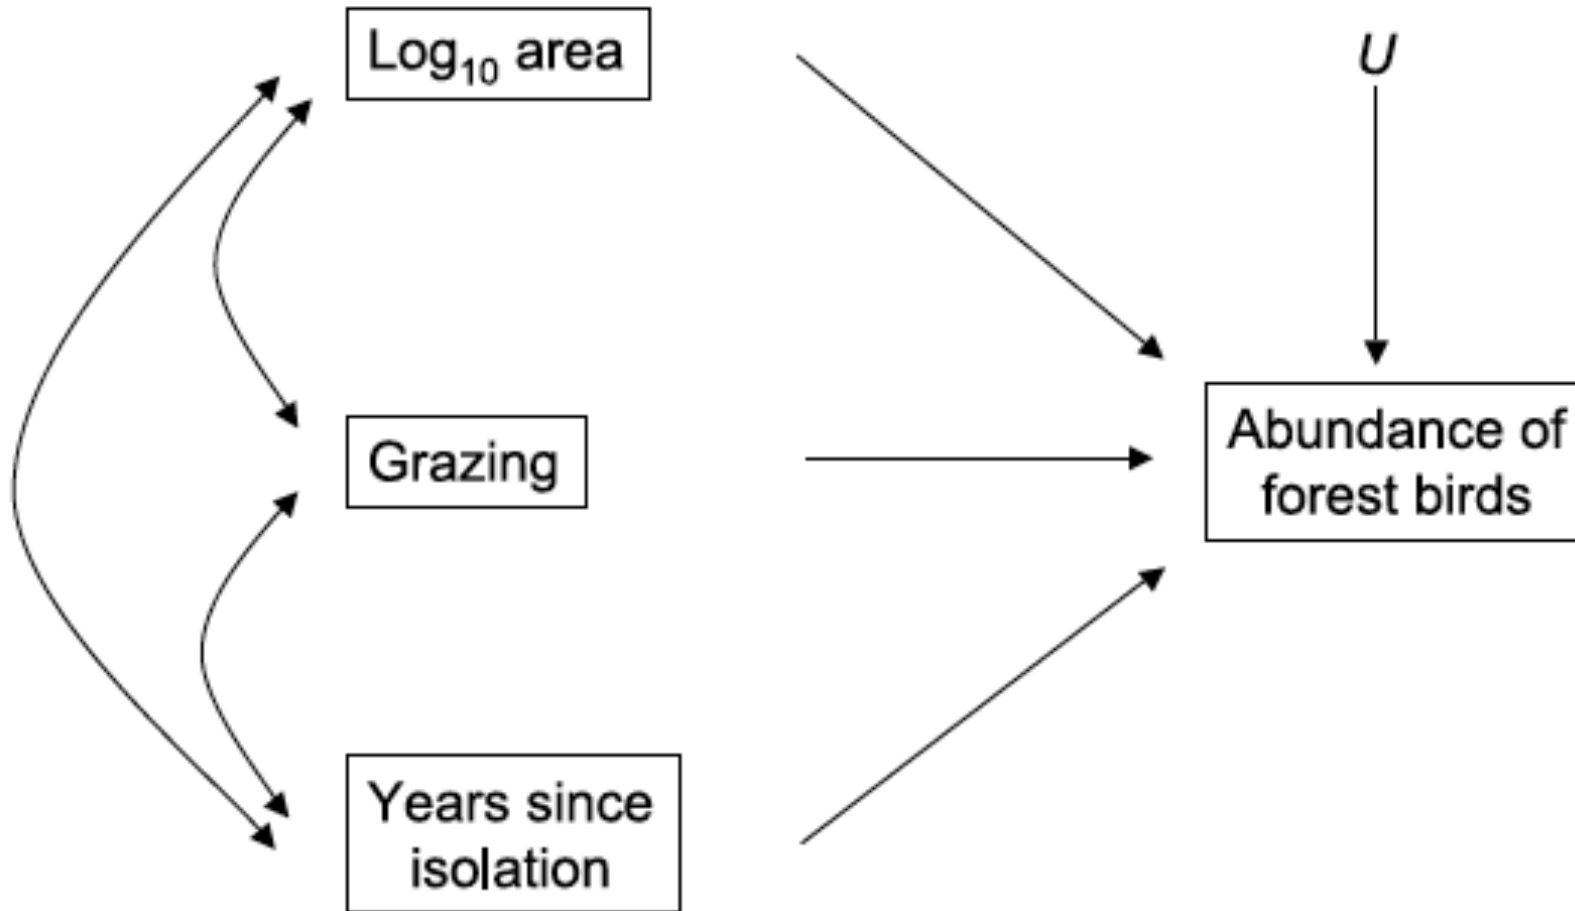 Log₁₀ area
U
Grazing
Abundance of
forest birds
Years since
isolation